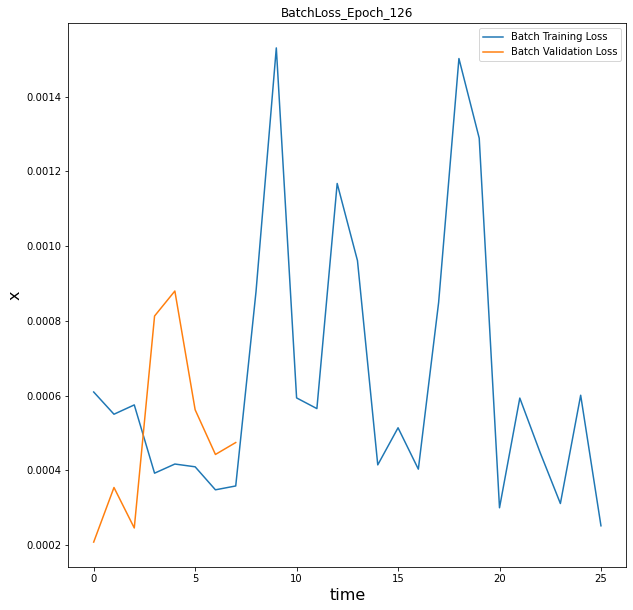 BatchLoss_Epoch_126
Batch Training Loss
Batch Validation Loss
0.0014
0.0012
0.0010
0.0008
0.0006
0.0004
0.0002
x
0
5
10
15
20
25
time